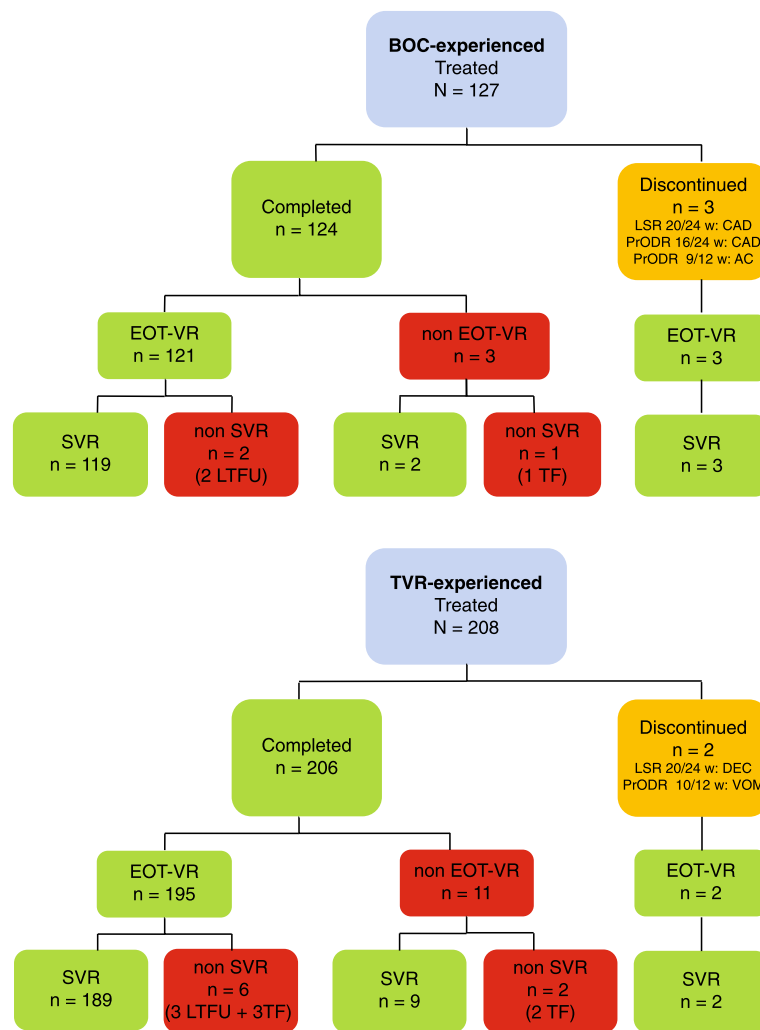 BOC-experienced
Treated
N = 127
Completed
n = 124
Discontinued
n = 3
LSR 20/24 w: CAD
PrODR 16/24 w: CAD
PrODR 9/12 w: AC
EOT-VR
n = 121
non EOT-VR
n = 3
EOT-VR
n = 3
SVR
n = 119
non SVR
n = 2
(2 LTFU)
SVR
n = 2
non SVR
n = 1
(1 TF)
SVR
n = 3
TVR-experienced
Treated
N = 208
Completed
n = 206
Discontinued
n = 2
LSR 20/24 w: DEC
PrODR 10/12 w: VOM
EOT-VR
n = 195
non EOT-VR
n = 11
EOT-VR
n = 2
SVR
n = 189
non SVR
n = 6
(3 LTFU + 3TF)
SVR
n = 9
non SVR
n = 2
(2 TF)
SVR
n = 2